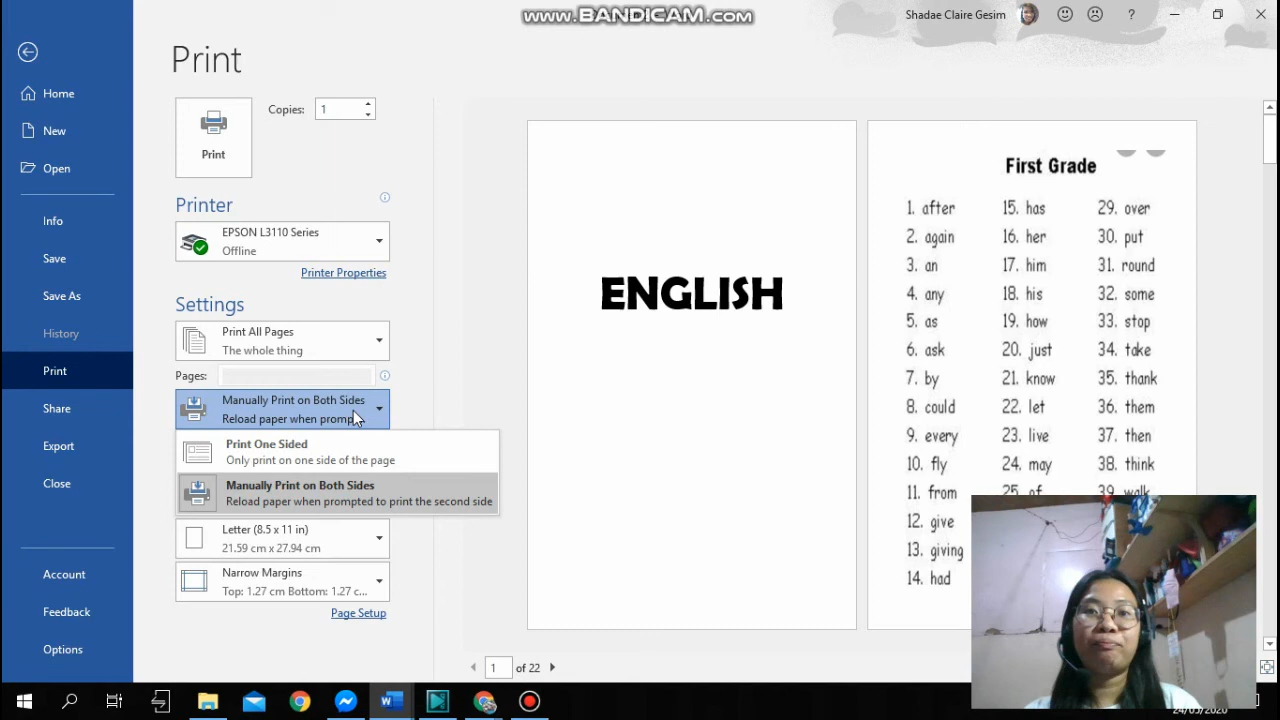 www.BANDICAM.com
Shadae Claire Gesim
?
Print
Home
New
Open
Info
Save
Save As
History
Print
Share
Export
Close
Account
Feedback
Options
Print
Copies: 1
Printer
EPSON L3110 Series
Offline
Printer Properties
Settings
Print All Pages
The whole thing
Pages:
Manually Print on Both Sides
Reload paper when promp
Print One Sided
Only print on one side of the page
Manually Print on Both Sides
Reload paper when prompted to print the second side
Letter (8.5 x 11 in)
21.59 cm x 27.94 cm
Narrow Margins
Top: 1.27 cm Bottom: 1.27 c...
Page Setup
ENGLISH
First Grade
1. after
2. again
3. an
4. any
5. as
6. ask
7. by
8. could
9. every
10. fly
11. from
12. give
13. giving
14. had
15. has
16. her
17. him
18. his
19. how
20. just
21. know
22. let
23. live
24. may
25. of
29. over
30. put
31. round
32. some
33. stop
34. take
35. thank
36. them
37. then
38. think
39. walk
1 of 22
24/05/2020